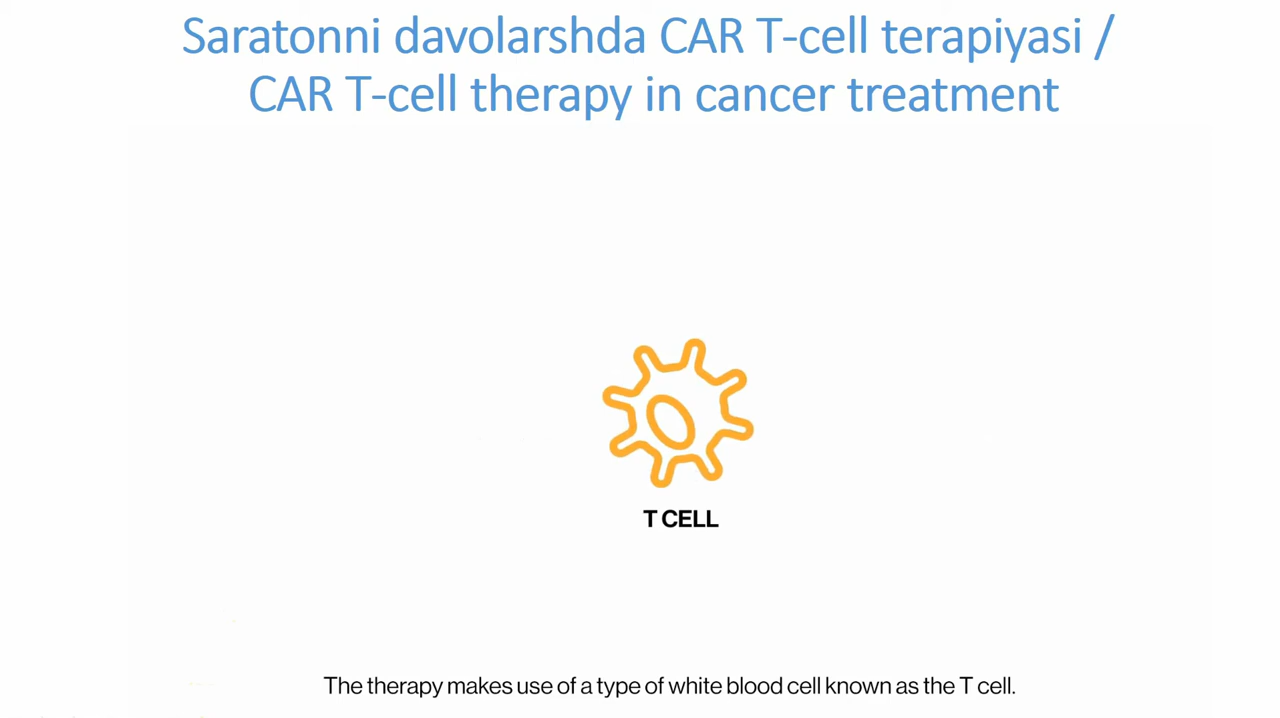 Saratonni davolarshda CAR T-cell terapiyasi /
CAR T-cell therapy in cancer treatment
T CELL
The therapy makes use of a type of white blood cell known as the T cell.